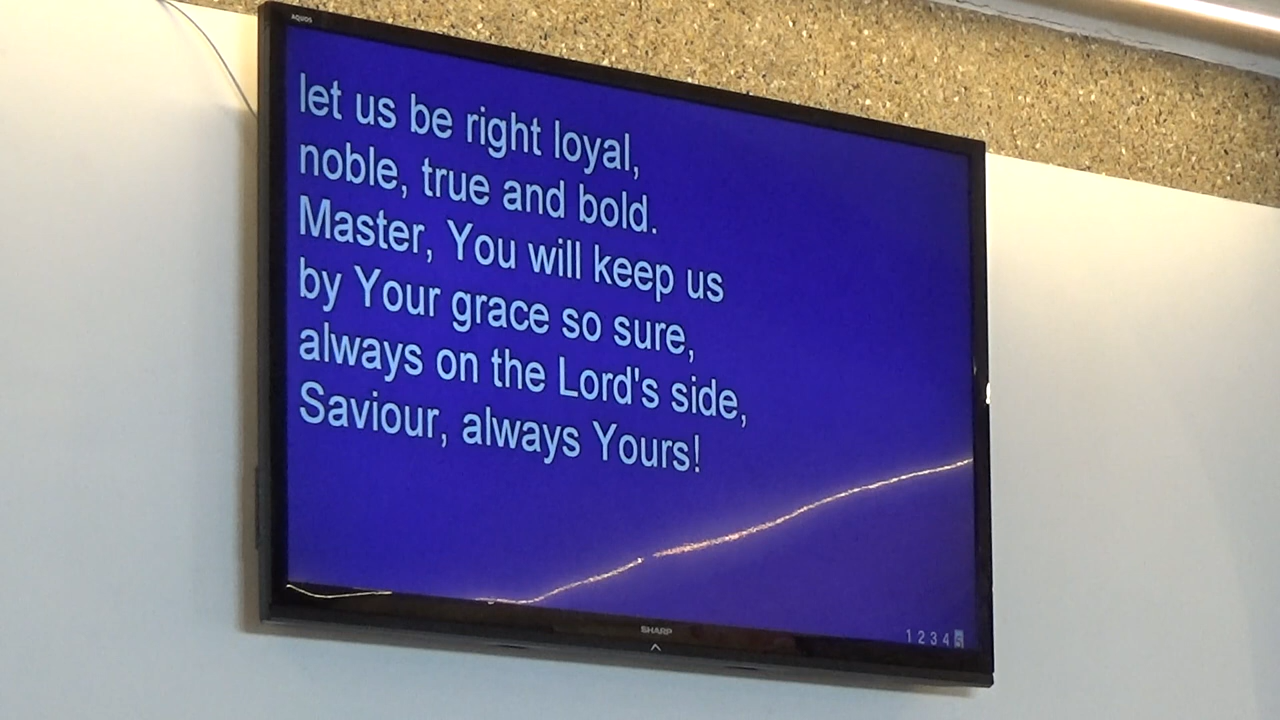 AQUOS
let us be right loyal,
noble, true and bold.
Master, You will keep us
by Your grace so sure,
always on the Lord's side,
Saviour, always Yours!
SHARP
1 2 3 4 5